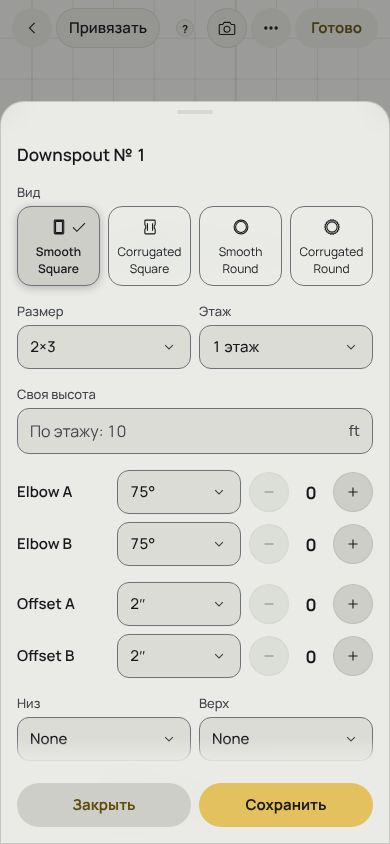 Привязать
?
Готово
Downspout № 1
Вид
Smooth
Square
Corrugated
Square
Smooth
Round
Corrugated
Round
Размер
Этаж
2×3
1 этаж
Своя высота
По этажу: 10
ft
Elbow A
75°
0
Elbow B
75°
0
Offset A
2″
0
Offset B
2″
0
Низ
Верх
None
None
Закрыть
Сохранить